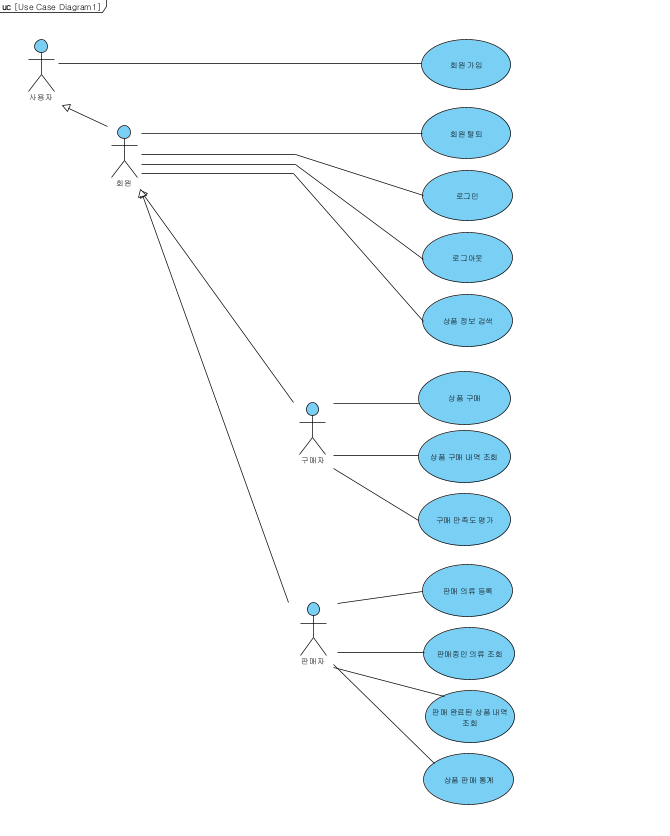 uc [Use Case Diagram1]
사용자
회원 가입
회원
회원 탈퇴
로그인
로그아웃
상품 정보 검색
구매자
상품 구매
상품 구매 내역 조회
구매 만족도 평가
판매자
판매 의류 등록
판매중인 의류 조회
판매 완료된 상품 내역
조회
상품 판매 통계